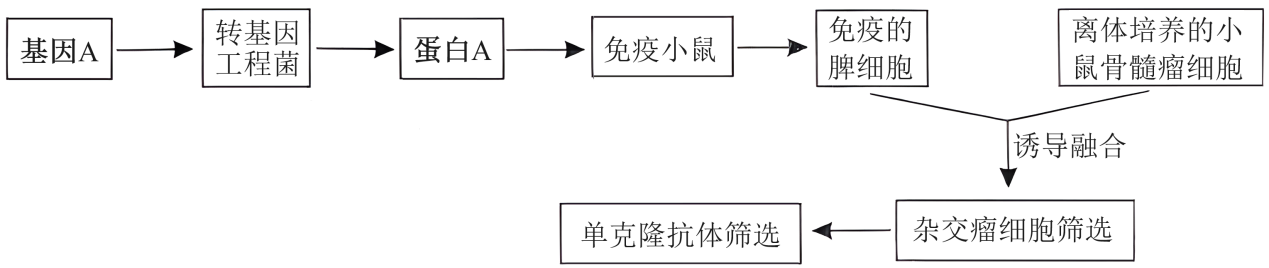 基因A
转基因
工程菌
蛋白A
免疫小鼠
免疫的
脾细胞
离体培养的小
鼠骨髓瘤细胞
诱导融合
杂交瘤细胞筛选
单克隆抗体筛选